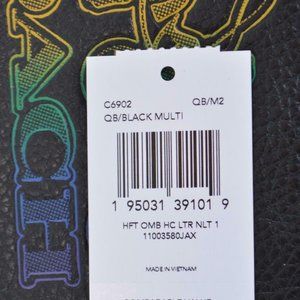 COACH
C6902 QB/M2
QB/BLACK MULTI
1 95031 39101 9
HFT OMB HC LTR NLT 1
11003580JAX
MADE IN VIETNAM